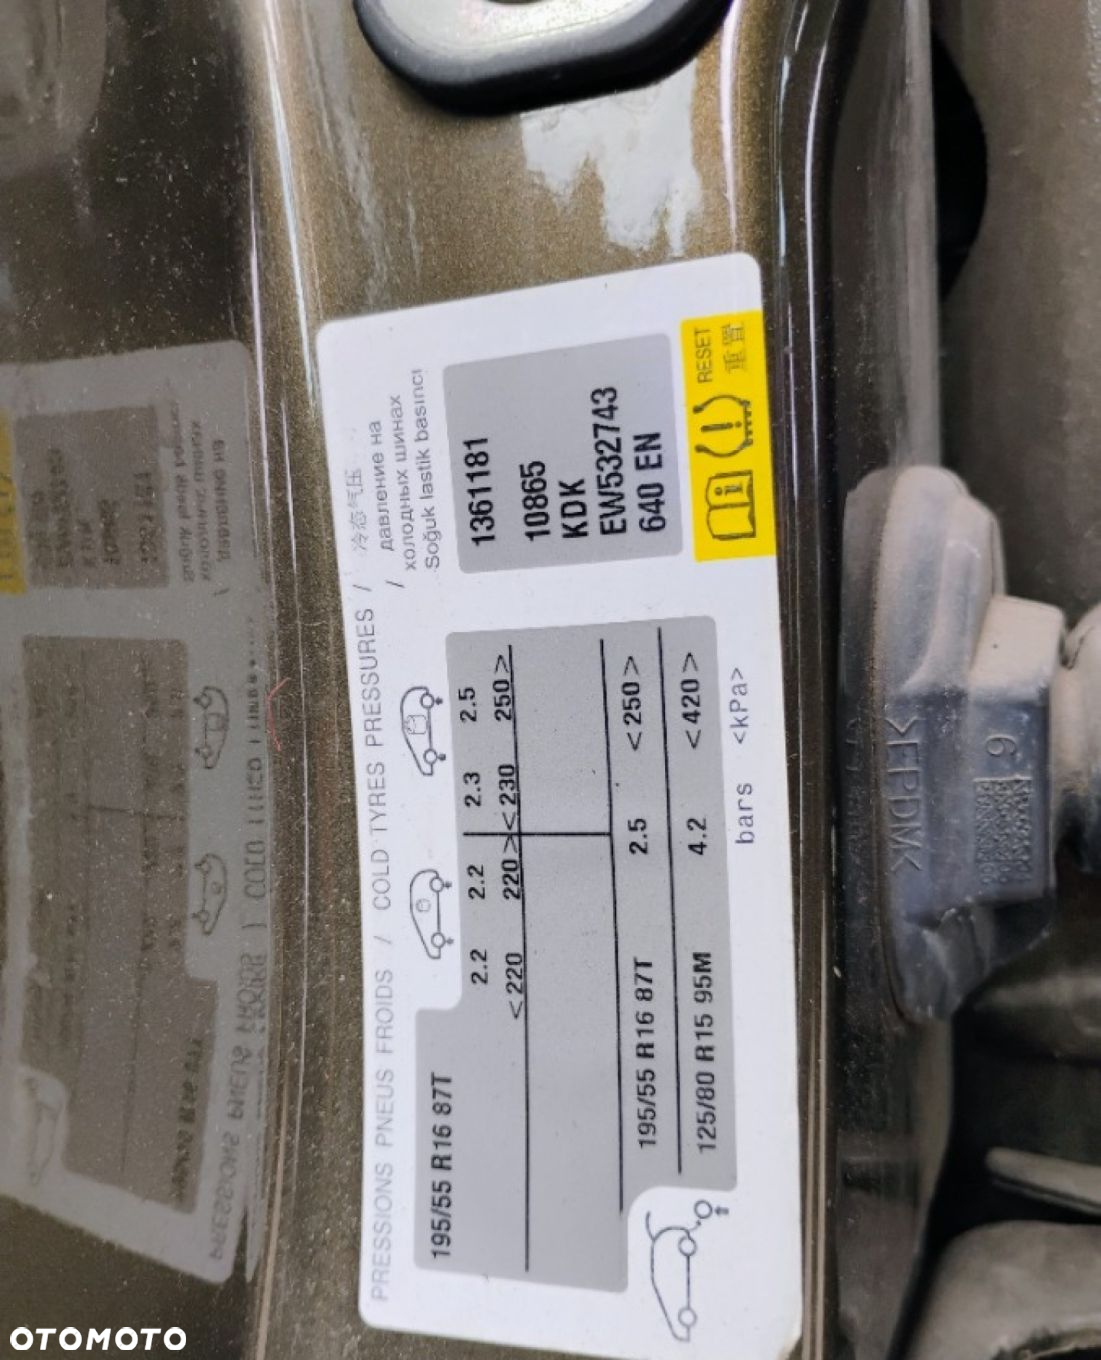 PRESSIONS PNEUS FROIDS / COLD TYRES PRESSURES / 冷态气压
/ давление на
холодных шинах
Soğuk lastik basıncı
195/55 R16 87T 2.2 2.2 2.3 2.5
<220 220> <230 250>
195/55 R16 87T 2.5 <250>
125/80 R15 95M 4.2 <420>
bars <kPa>
1361181
10865
KDK
EW532743
640 EN
RESET
重置
>EPDM<
6
OTOMOTO